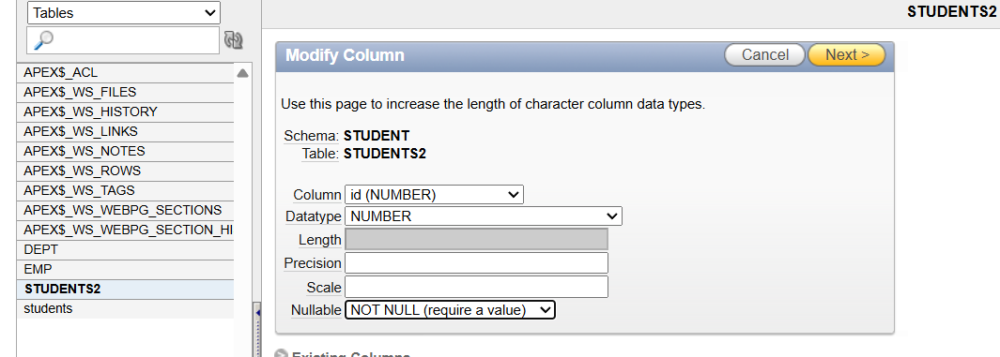 Tables
STUDENTS2
Modify Column
Cancel
Next >
APEX$_ACL
APEX$_WS_FILES
APEX$_WS_HISTORY
APEX$_WS_LINKS
APEX$_WS_NOTES
APEX$_WS_ROWS
APEX$_WS_TAGS
APEX$_WS_WEBPG_SECTIONS
APEX$_WS_WEBPG_SECTION_HI
DEPT
EMP
STUDENTS2
students
Use this page to increase the length of character column data types.
Schema: STUDENT
Table: STUDENTS2
Column id (NUMBER)
Datatype NUMBER
Length
Precision
Scale
Nullable NOT NULL (require a value)
Existing Columns